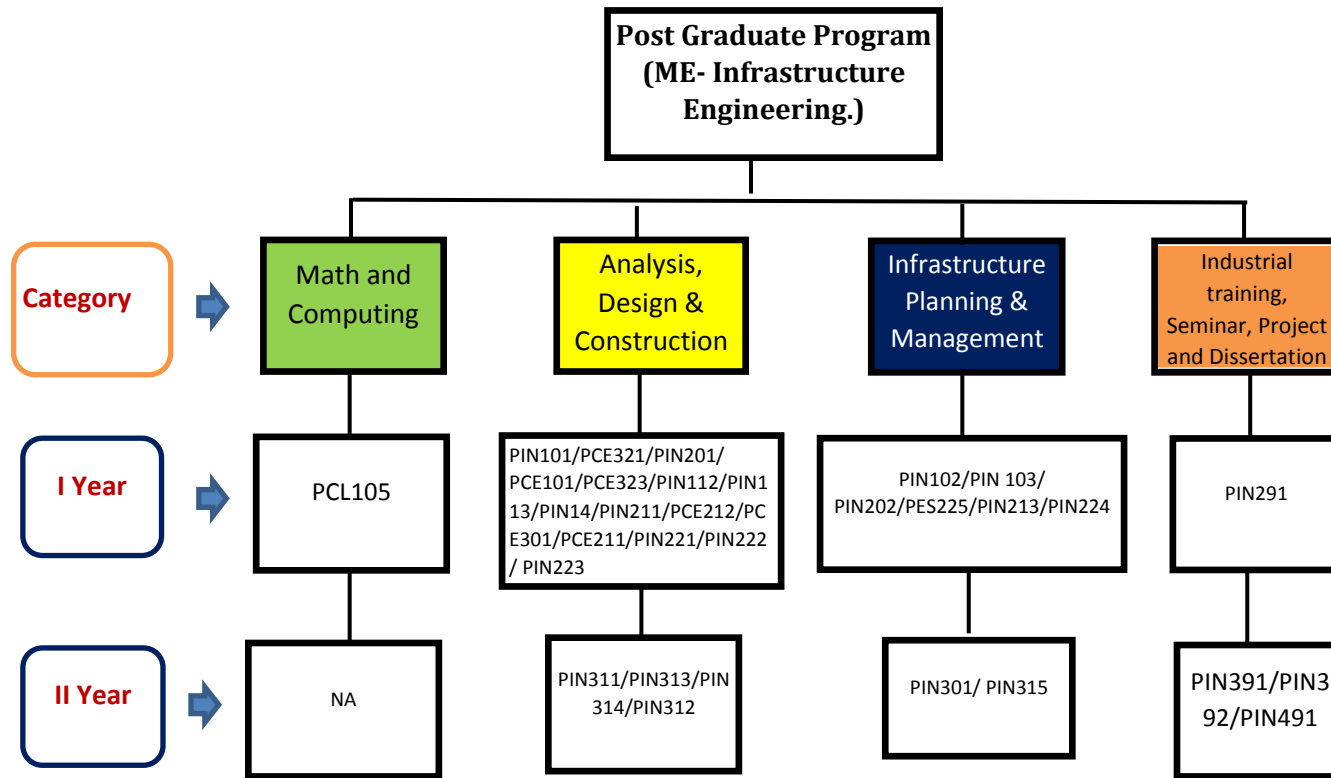 Post Graduate Program
(ME- Infrastructure
Engineering.)
Category
Math and
Computing
Analysis,
Design &
Construction
Infrastructure
Planning &
Management
Industrial
training,
Seminar, Project
and Dissertation
I Year
PCL105
PIN101/PCE321/PIN201/
PCE101/PCE323/PIN112/PIN1
13/PIN14/PIN211/PCE212/PC
E301/PCE211/PIN221/PIN222
/ PIN223
PIN102/PIN 103/
PIN202/PES225/PIN213/PIN224
PIN291
II Year
NA
PIN311/PIN313/PIN
314/PIN312
PIN301/ PIN315
PIN391/PIN3
92/PIN491